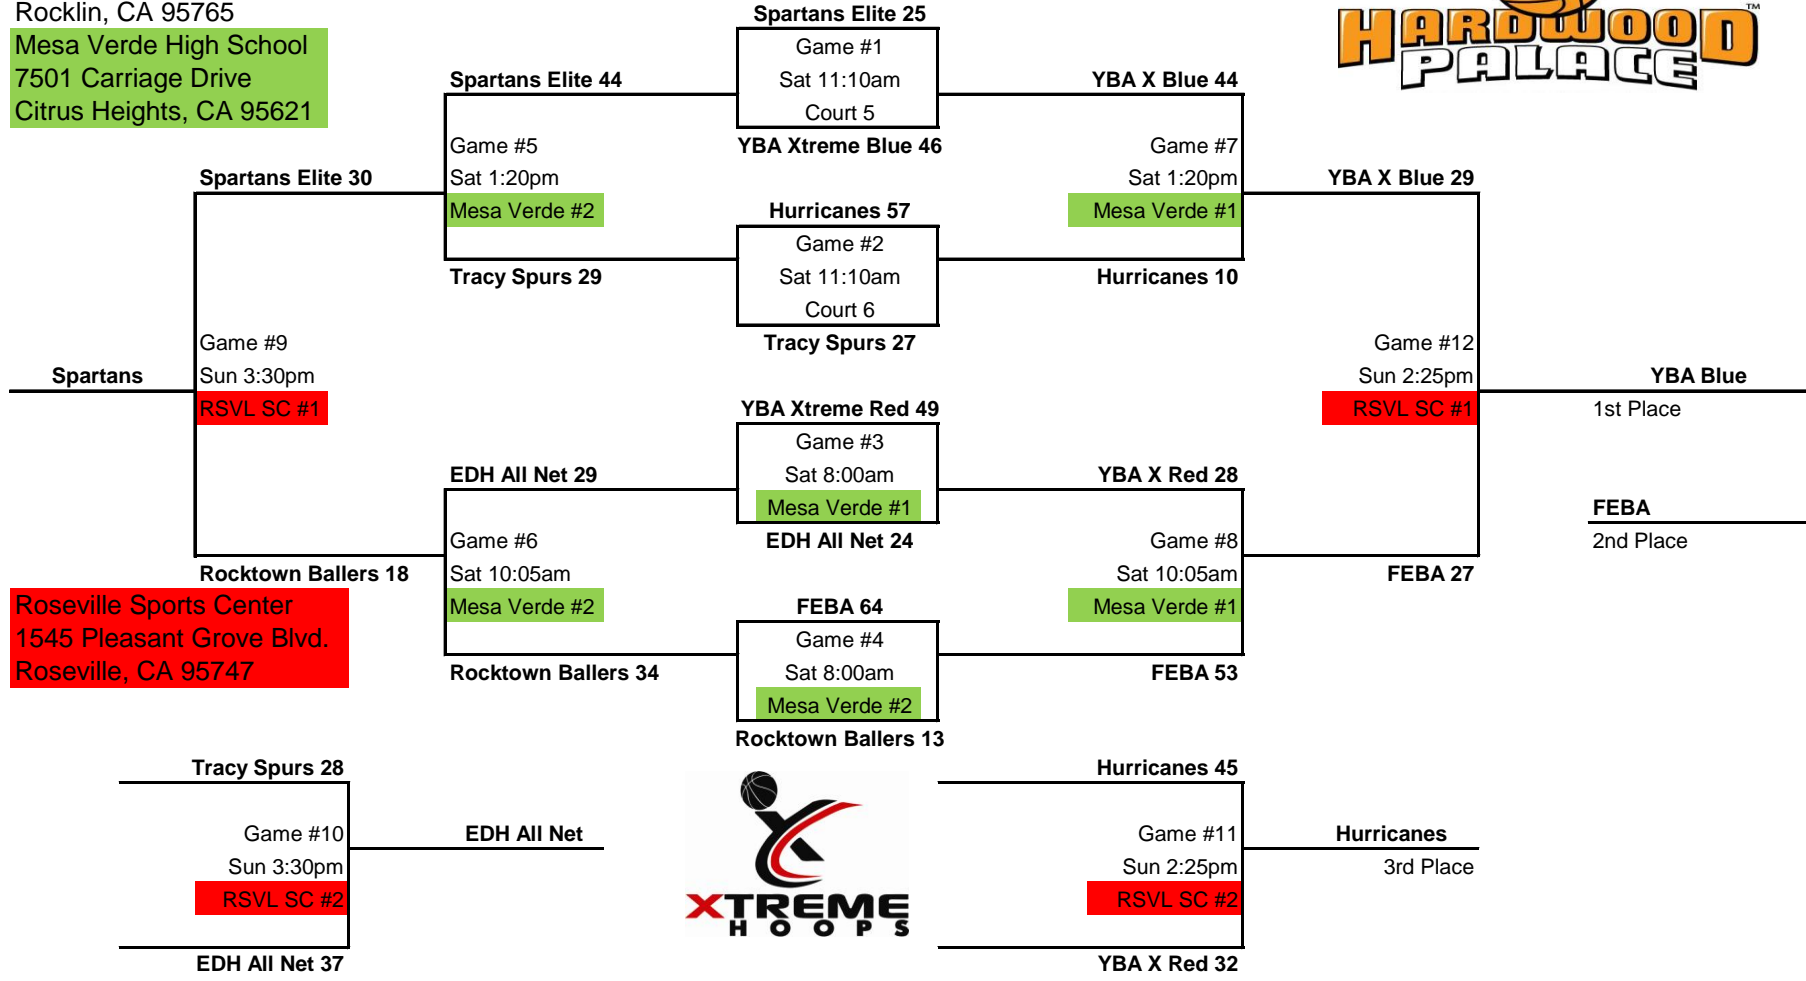 Rocklin, CA 95765
Mesa Verde High School
7501 Carriage Drive
Citrus Heights, CA 95621
HARDWOOD
PALACE
TM
Spartans Elite 25
Game #1
Sat 11:10am
Court 5
YBA Xtreme Blue 46
Spartans Elite 44
Game #5
Sat 1:20pm
Mesa Verde #2
Tracy Spurs 29
YBA X Blue 44
Game #7
Sat 1:20pm
Mesa Verde #1
Hurricanes 10
Hurricanes 57
Game #2
Sat 11:10am
Court 6
Tracy Spurs 27
Spartans Elite 30
Game #9
Sun 3:30pm
RSVL SC #1
Rocktown Ballers 18
Spartans
YBA X Blue 29
Game #12
Sun 2:25pm
RSVL SC #1
FEBA 27
YBA Blue
1st Place
FEBA
2nd Place
YBA Xtreme Red 49
Game #3
Sat 8:00am
Mesa Verde #1
EDH All Net 24
EDH All Net 29
Game #6
Sat 10:05am
Mesa Verde #2
Rocktown Ballers 34
YBA X Red 28
Game #8
Sat 10:05am
Mesa Verde #1
FEBA 53
FEBA 64
Game #4
Sat 8:00am
Mesa Verde #2
Rocktown Ballers 13
Roseville Sports Center
1545 Pleasant Grove Blvd.
Roseville, CA 95747
Tracy Spurs 28
Game #10
Sun 3:30pm
RSVL SC #2
EDH All Net 37
EDH All Net
XTREME
HOOPS
Hurricanes 45
Game #11
Sun 2:25pm
RSVL SC #2
YBA X Red 32
Hurricanes
3rd Place